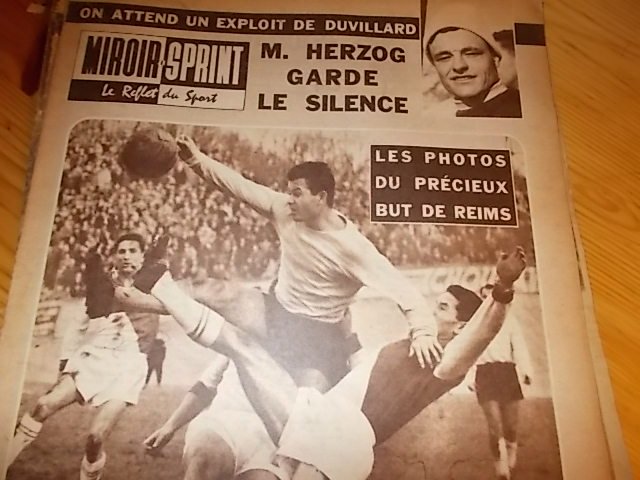 ON ATTEND UN EXPLOIT DE DUVILLARD
MIROIR SPRINT
Le Reflet du Sport
M. HERZOG
GARDE
LE SILENCE
LES PHOTOS
DU PRÉCIEUX
BUT DE REIMS